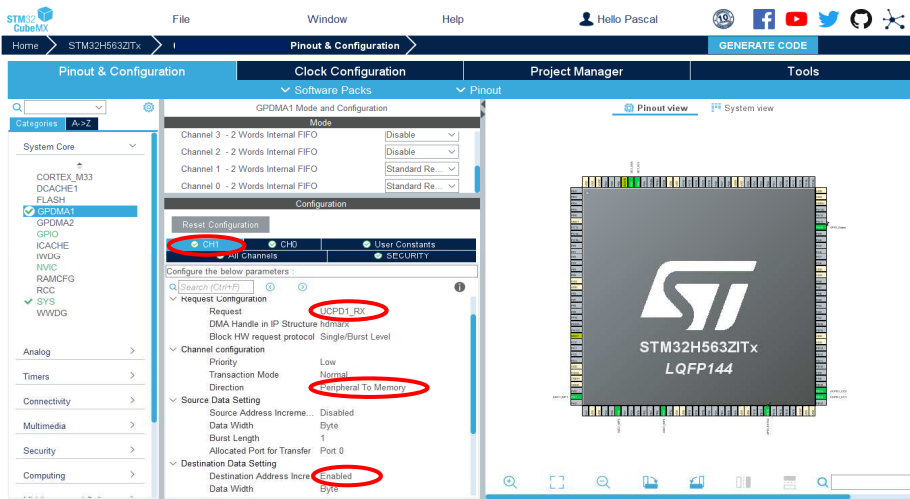 STM32
CubeMX
File
Window
Help
Hello Pascal
Home
STM32H563ZITx
Pinout & Configuration
GENERATE CODE
Pinout & Configuration
Clock Configuration
Project Manager
Tools
Software Packs
Pinout
Categories A->Z
System Core
CORTEX_M33
DCACHE1
FLASH
GPDMA1
GPDMA2
GPIO
ICACHE
IWDG
NVIC
RAMCFG
RCC
SYS
WWDG
Analog
Timers
Connectivity
Multimedia
Security
Computing
GPDMA1 Mode and Configuration
Mode
Channel 3 - 2 Words Internal FIFO Disable
Channel 2 - 2 Words Internal FIFO Disable
Channel 1 - 2 Words Internal FIFO Standard Re...
Channel 0 - 2 Words Internal FIFO Standard Re...
Configuration
Reset Configuration
CH1 CH0 User Constants
All Channels SECURITY
Configure the below parameters :
Search (Ctrl+F)
Request Configuration
Request UCPD1_RX
DMA Handle in IP Structure hdmarx
Block HW request protocol Single/Burst Level
Channel configuration
Priority Low
Transaction Mode Normal
Direction Peripheral To Memory
Source Data Setting
Source Address Increme... Disabled
Data Width Byte
Burst Length 1
Allocated Port for Transfer Port 0
Destination Data Setting
Destination Address Incre Enabled
Data Width Byte
Pinout view
System view
STM32H563ZITx
LQFP144